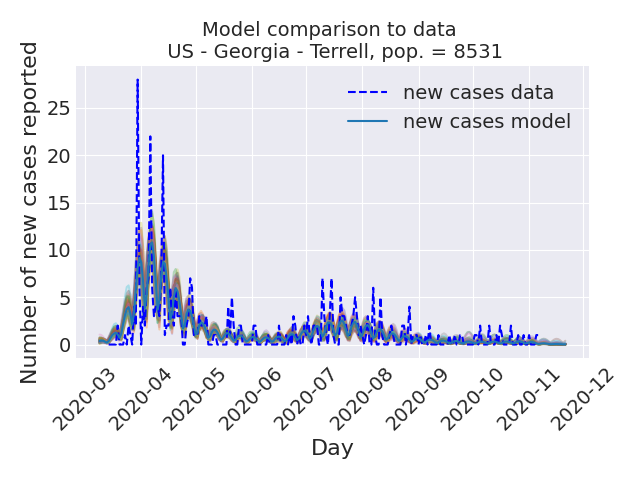 Model comparison to data
US - Georgia - Terrell, pop. = 8531
Number of new cases reported
25
20
15
10
5
0
new cases data
new cases model
2020-03
2020-04
2020-05
2020-06
2020-07
2020-08
2020-09
2020-10
2020-11
2020-12
Day